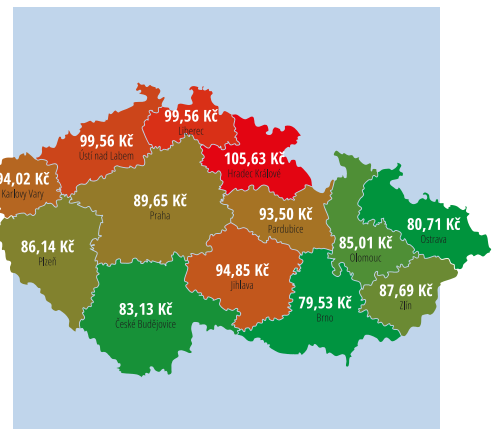 99,56 Kč
Liberec
99,56 Kč
Ústí nad Labem
105,63 Kč
Hradec Králové
94,02 Kč
Karlovy Vary
89,65 Kč
Praha
93,50 Kč
Pardubice
80,71 Kč
Ostrava
86,14 Kč
Plzeň
85,01 Kč
Olomouc
94,85 Kč
Jihlava
87,69 Kč
Zlín
83,13 Kč
České Budějovice
79,53 Kč
Brno